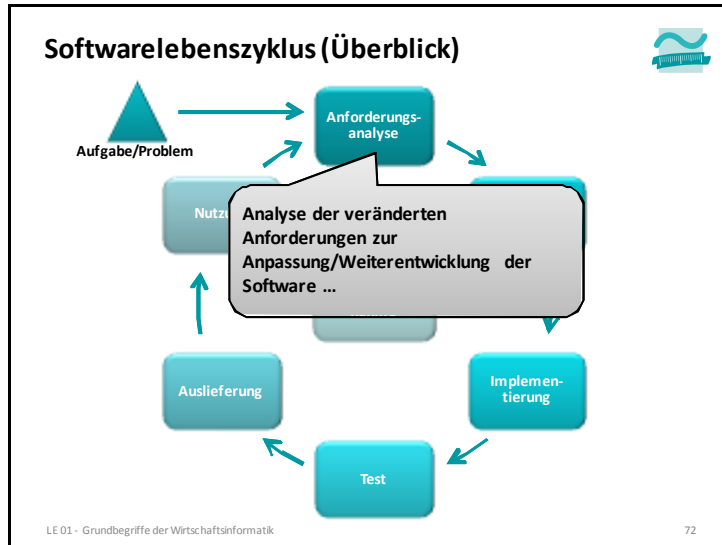 Softwarelebenszyklus (Überblick)
Aufgabe/Problem
Anforderungs-
analyse
Analyse der veränderten
Anforderungen zur
Anpassung/Weiterentwicklung der
Software ...
Auslieferung
Implemen-
tierung
Test
LE 01 - Grundbegriffe der Wirtschaftsinformatik
72